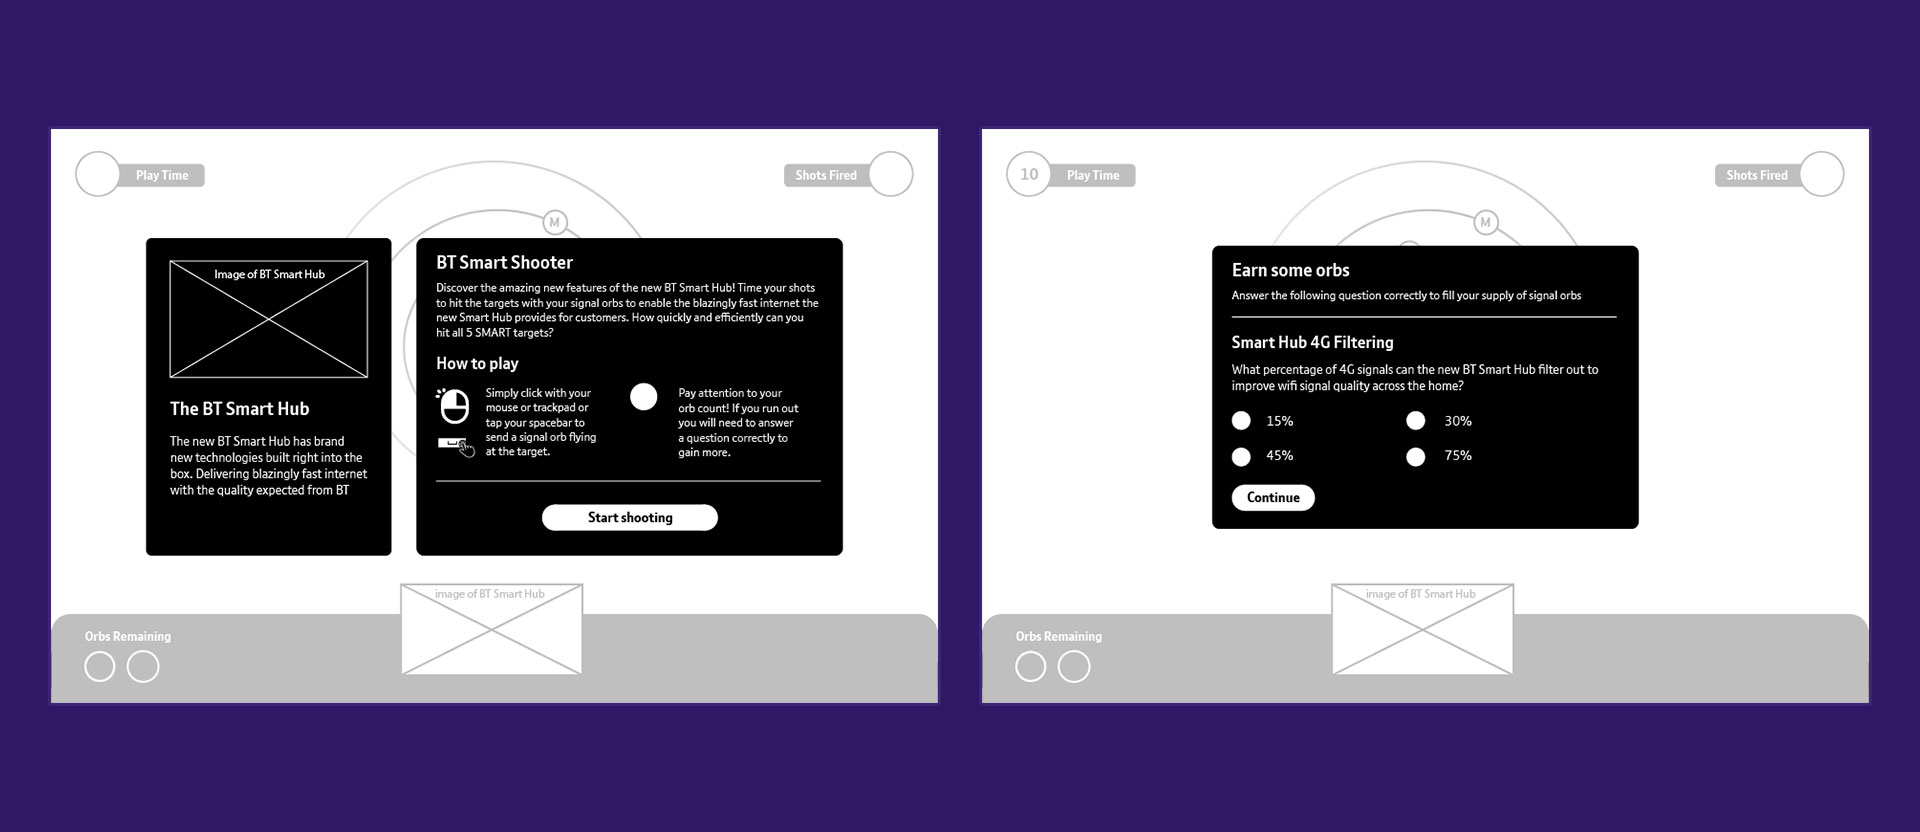 Play Time
Shots Fired
M
Image of BT Smart Hub
The BT Smart Hub
The new BT Smart Hub has brand
new technologies built right into the
box. Delivering blazingly fast internet
with the quality expected from BT
BT Smart Shooter
Discover the amazing new features of the new BT Smart Hub! Time your shots
to hit the targets with your signal orbs to enable the blazingly fast internet the
new Smart Hub provides for customers. How quickly and efficiently can you
hit all 5 SMART targets?
How to play
Simply click with your
mouse or trackpad or
tap your spacebar to
send a signal orb flying
at the target.
Pay attention to your
orb count! If you run out
you will need to answer
a question correctly to
gain more.
Start shooting
image of BT Smart Hub
Orbs Remaining
10
Play Time
Shots Fired
M
Earn some orbs
Answer the following question correctly to fill your supply of signal orbs
Smart Hub 4G Filtering
What percentage of 4G signals can the new BT Smart Hub filter out to
improve wifi signal quality across the home?
15%
30%
45%
75%
Continue
image of BT Smart Hub
Orbs Remaining